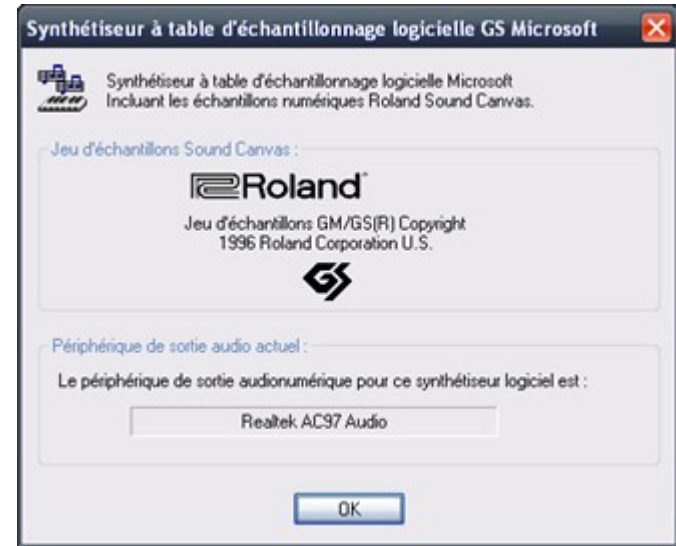 Synthétiseur à table d'échantillonnage logicielle GS Microsoft
Synthétiseur à table d'échantillonnage logicielle Microsoft
Incluant les échantillons numériques Roland Sound Canvas.
Jeu d'échantillons Sound Canvas :
Roland
Jeu d'échantillons GM/GS(R) Copyright
1996 Roland Corporation U.S.
GS
Périphérique de sortie audio actuel :
Le périphérique de sortie audionumérique pour ce synthétiseur logiciel est :
Realtek AC97 Audio
OK